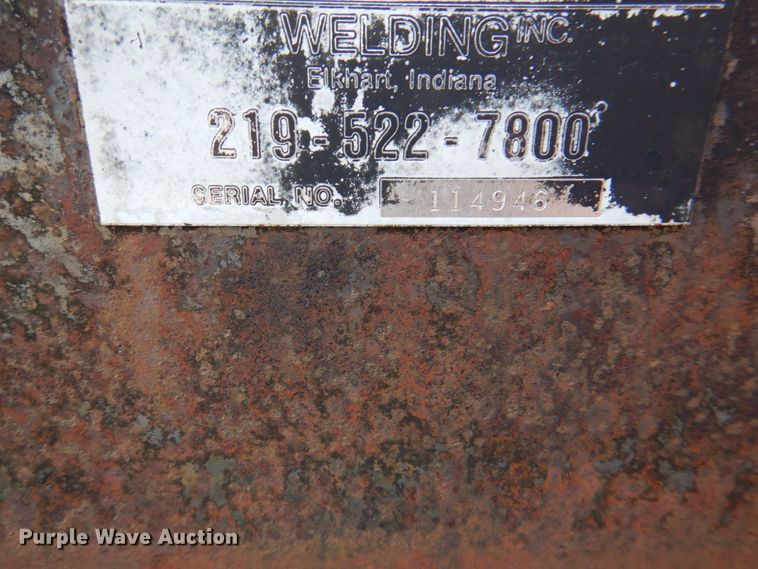 WELDING INC.
Elkhart, Indiana
219-522-7800
SERIAL NO. 114946
Purple Wave Auction®